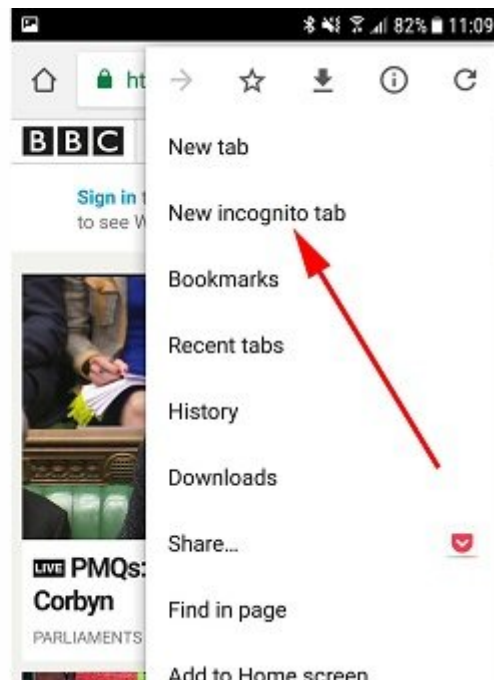 82% 11:09
ht
BBC
New tab
Sign in t
to see W
New incognito tab
Bookmarks
Recent tabs
History
Downloads
Share...
Find in page
Add to Home screen
LIVE PMQs:
Corbyn
PARLIAMENTS